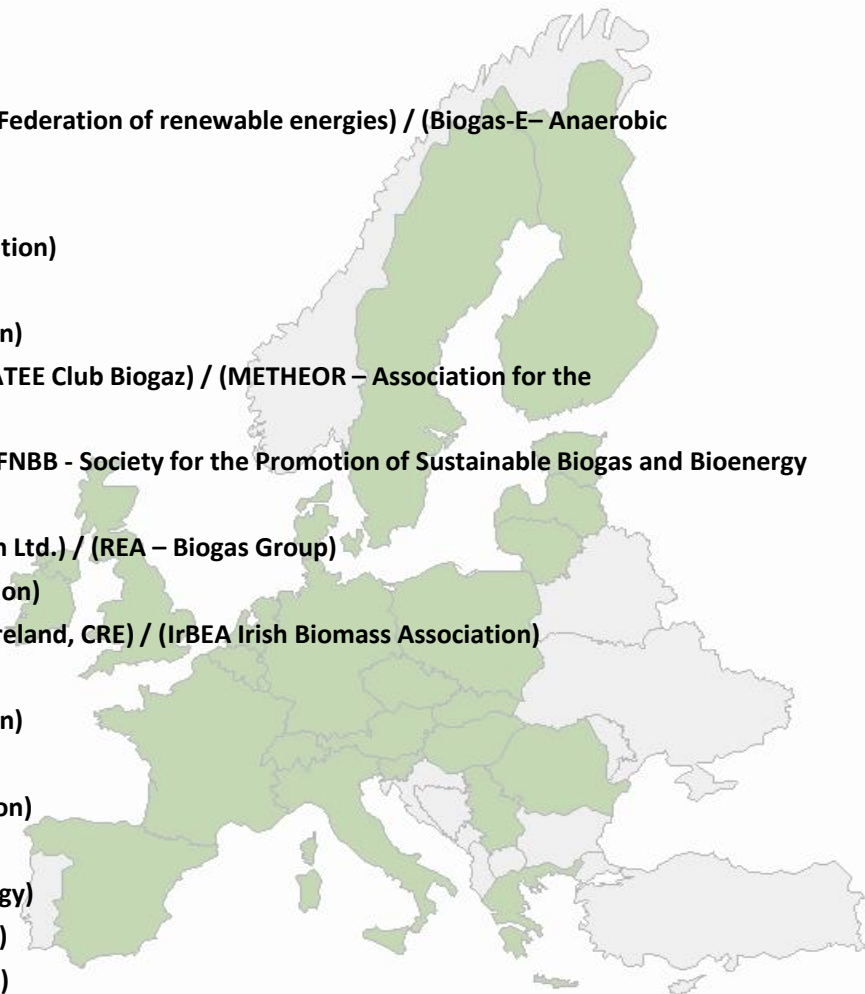 Federation of renewable energies) / (Biogas-E– Anaerobic
tion)
n)
ATEE Club Biogaz) / (METHEOR – Association for the
FNBB - Society for the Promotion of Sustainable Biogas and Bioenergy
n Ltd.) / (REA – Biogas Group)
on)
reland, CRE) / (IrBEA Irish Biomass Association)
n)
on)
gy)
)
)